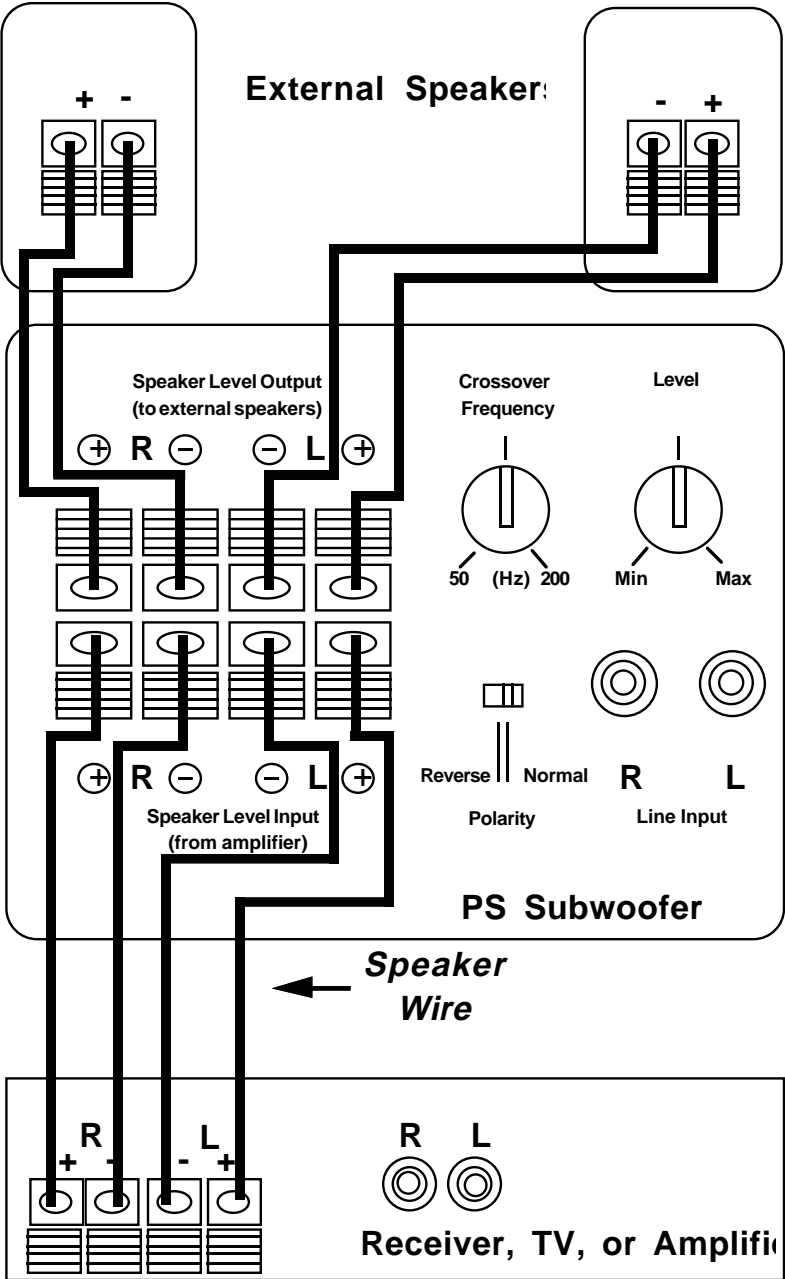 External Speaker
+ -
- +
Speaker Level Output
(to external speakers)
+ R - - L +
Crossover
Frequency
50 (Hz) 200
Level
Min Max
+ R - - L +
Speaker Level Input
(from amplifier)
Reverse Normal
Polarity
R L
Line Input
PS Subwoofer
Speaker
Wire
R L
+ - - +
R L
Receiver, TV, or Amplifi